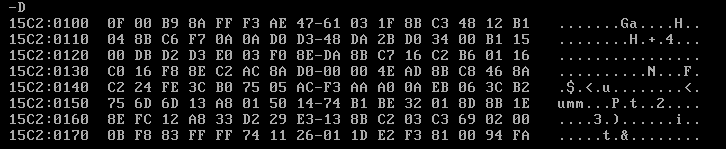 -D
15C2:0100  0F 00 B9 8A FF F3 AE 47-61 03 1F 8B C3 48 12 B1   .......Ga....H..
15C2:0110  04 8B C6 F7 0A 0A D0 D3-48 DA 2B D0 34 00 B1 15   ........H.+.4...
15C2:0120  00 DB D2 D3 E0 03 F0 8E-DA 8B C7 16 C2 B6 01 16   ................
15C2:0130  C0 16 F8 8E C2 AC 8A D0-00 00 4E AD 8B C8 46 8A   ..........N...F.
15C2:0140  C2 24 FE 3C B0 75 05 AC-F3 AA A0 0A EB 06 3C B2   .$.<.u........<.
15C2:0150  75 6D 6D 13 A8 01 50 14-74 B1 BE 32 01 8D 8B 1E   umm...P.t..2....
15C2:0160  8E FC 12 A8 33 D2 29 E3-13 8B C2 03 C3 69 02 00   ....3.)......i..
15C2:0170  0B F8 83 FF FF 74 11 26-01 1D E2 F3 81 00 94 FA   .....t.&........